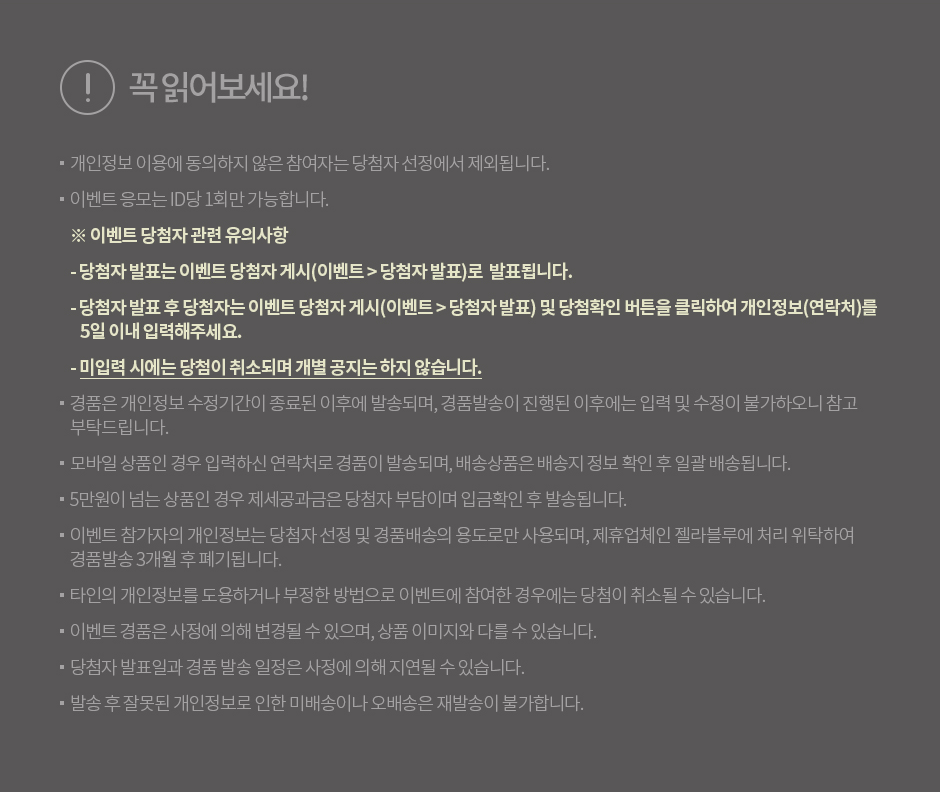 꼭 읽어보세요!
▪ 개인정보 이용에 동의하지 않은 참여자는 당첨자 선정에서 제외됩니다.
▪ 이벤트 응모는 ID당 1회만 가능합니다.
※ 이벤트 당첨자 관련 유의사항
- 당첨자 발표는 이벤트 당첨자 게시(이벤트 > 당첨자 발표)로 발표됩니다.
- 당첨자 발표 후 당첨자는 이벤트 당첨자 게시(이벤트 > 당첨자 발표) 및 당첨확인 버튼을 클릭하여 개인정보(연락처)를
5일 이내 입력해주세요.
- 미입력 시에는 당첨이 취소되며 개별 공지는 하지 않습니다.
▪ 경품은 개인정보 수정기간이 종료된 이후에 발송되며, 경품발송이 진행된 이후에는 입력 및 수정이 불가하오니 참고
부탁드립니다.
▪ 모바일 상품인 경우 입력하신 연락처로 경품이 발송되며, 배송상품은 배송지 정보 확인 후 일괄 배송됩니다.
▪ 5만원이 넘는 상품인 경우 제세공과금은 당첨자 부담이며 입금확인 후 발송됩니다.
▪ 이벤트 참가자의 개인정보는 당첨자 선정 및 경품배송의 용도로만 사용되며, 제휴업체인 젤라블루에 처리 위탁하여
경품발송 3개월 후 폐기됩니다.
▪ 타인의 개인정보를 도용하거나 부정한 방법으로 이벤트에 참여한 경우에는 당첨이 취소될 수 있습니다.
▪ 이벤트 경품은 사정에 의해 변경될 수 있으며, 상품 이미지와 다를 수 있습니다.
▪ 당첨자 발표일과 경품 발송 일정은 사정에 의해 지연될 수 있습니다.
▪ 발송 후 잘못된 개인정보로 인한 미배송이나 오배송은 재발송이 불가합니다.